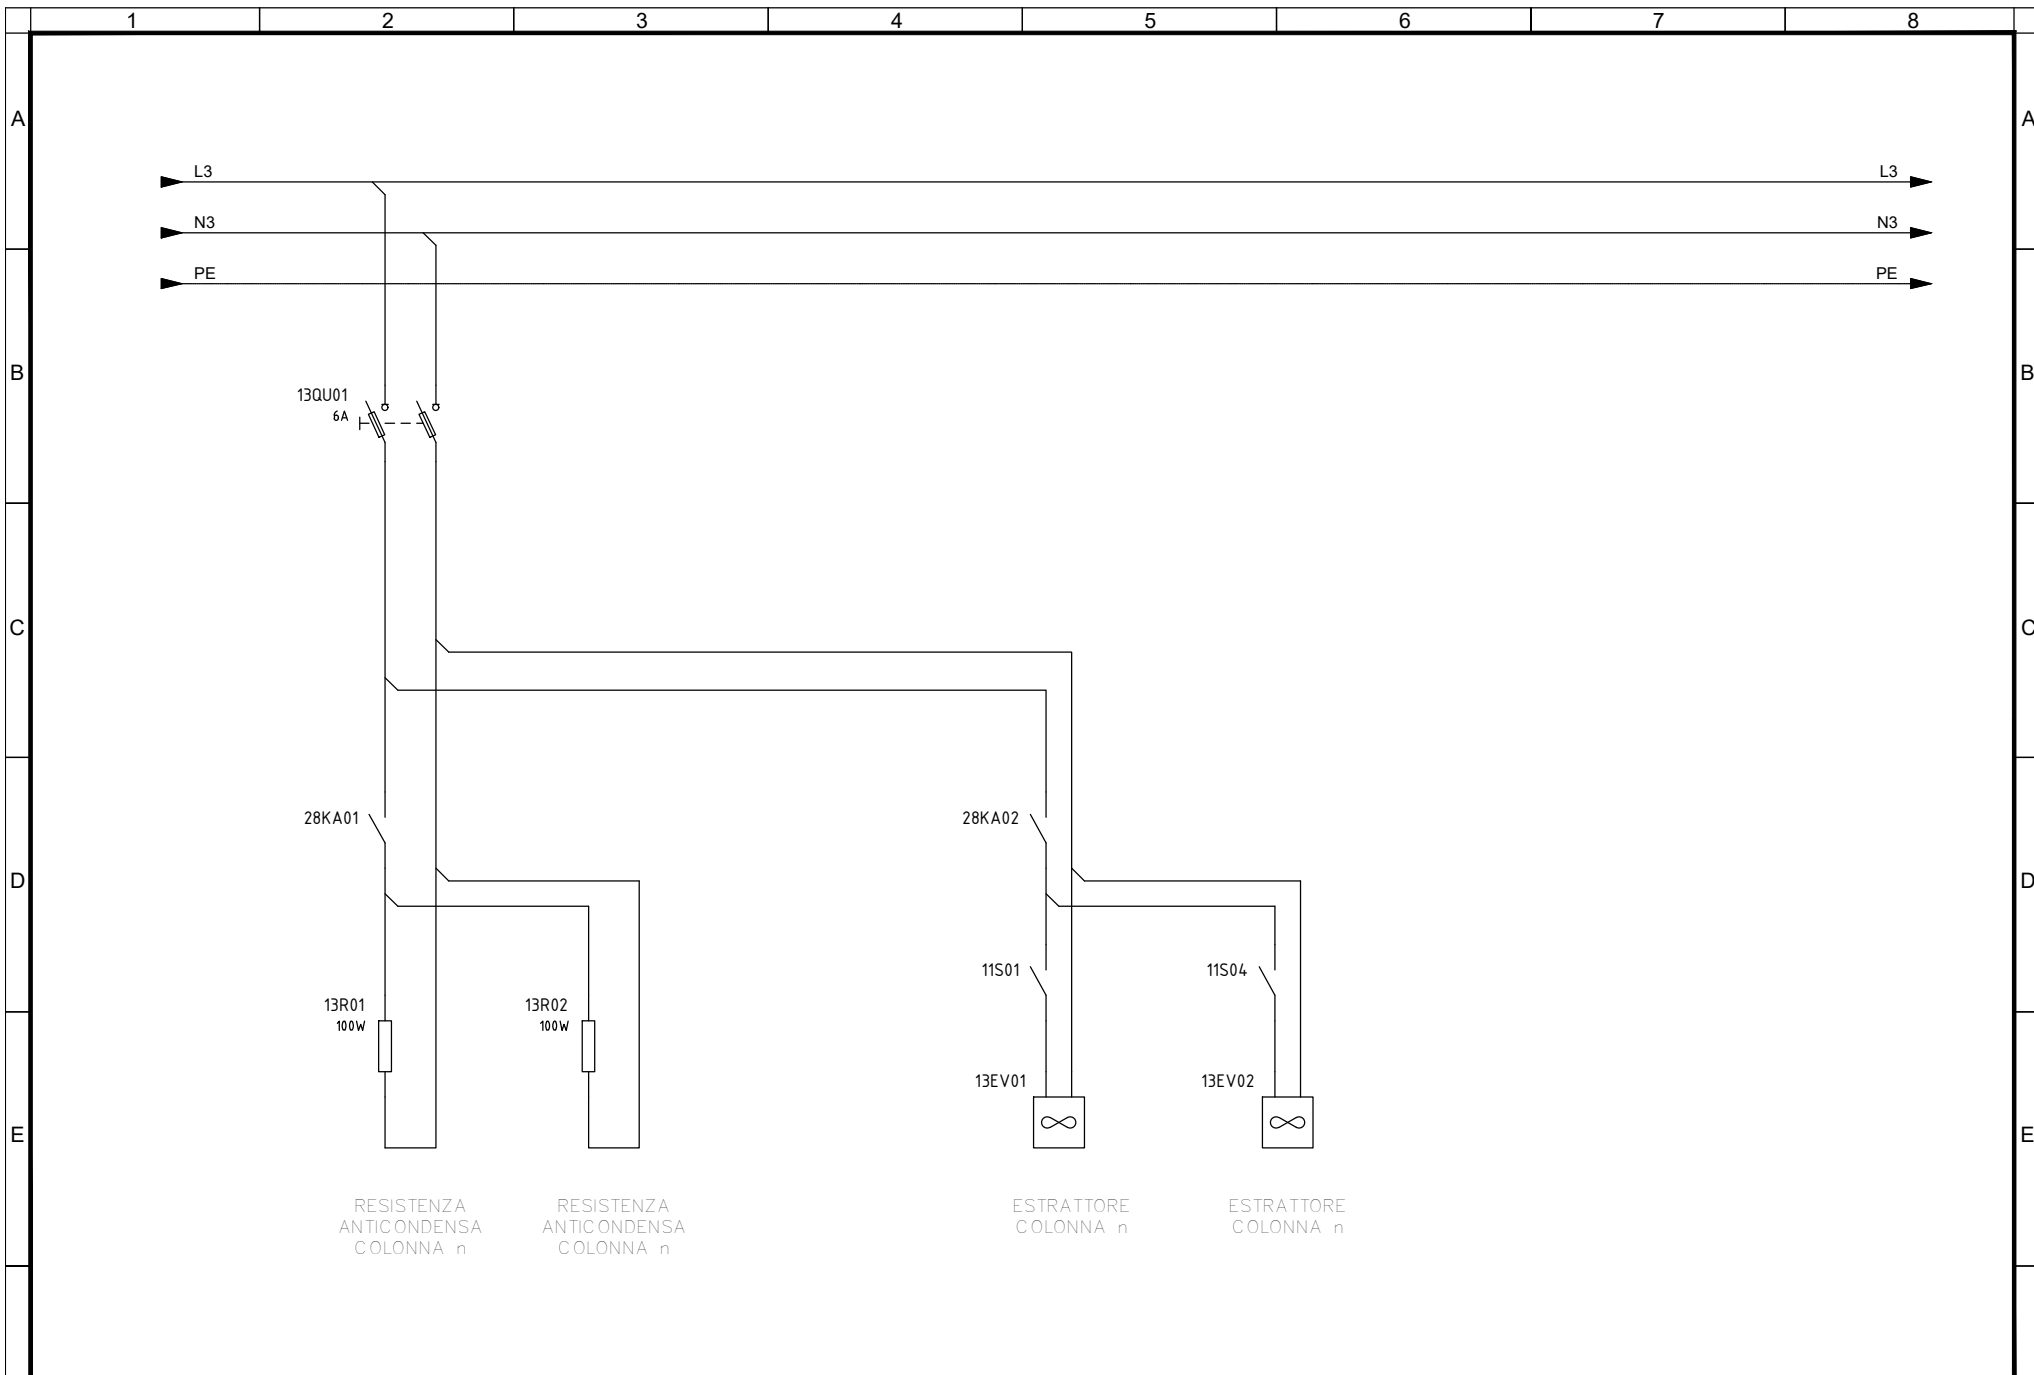 1 2 3 4 5 6 7 8
A A
L3 L3
N3 N3
PE PE
B B
13QU01
6A
C C
28KA01 28KA02
D D
11S01 11S04
13R01 13R02
100W 100W
13EV01 13EV02
E E
RESISTENZA
ANTICONDENSA
COLONNA n
RESISTENZA
ANTICONDENSA
COLONNA n
ESTRATTORE
COLONNA n
ESTRATTORE
COLONNA n